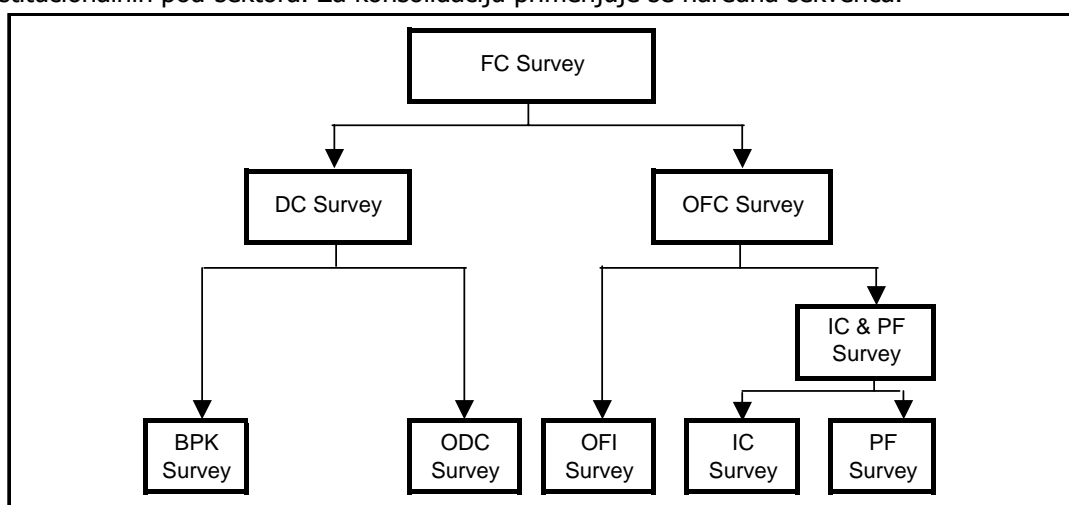 institucionalnih pod sektora. Za konsolidaciju primenjuje se naredna sekvenca:
FC Survey
DC Survey
OFC Survey
IC & PF
Survey
BPK
Survey
ODC
Survey
OFI
Survey
IC
Survey
PF
Survey